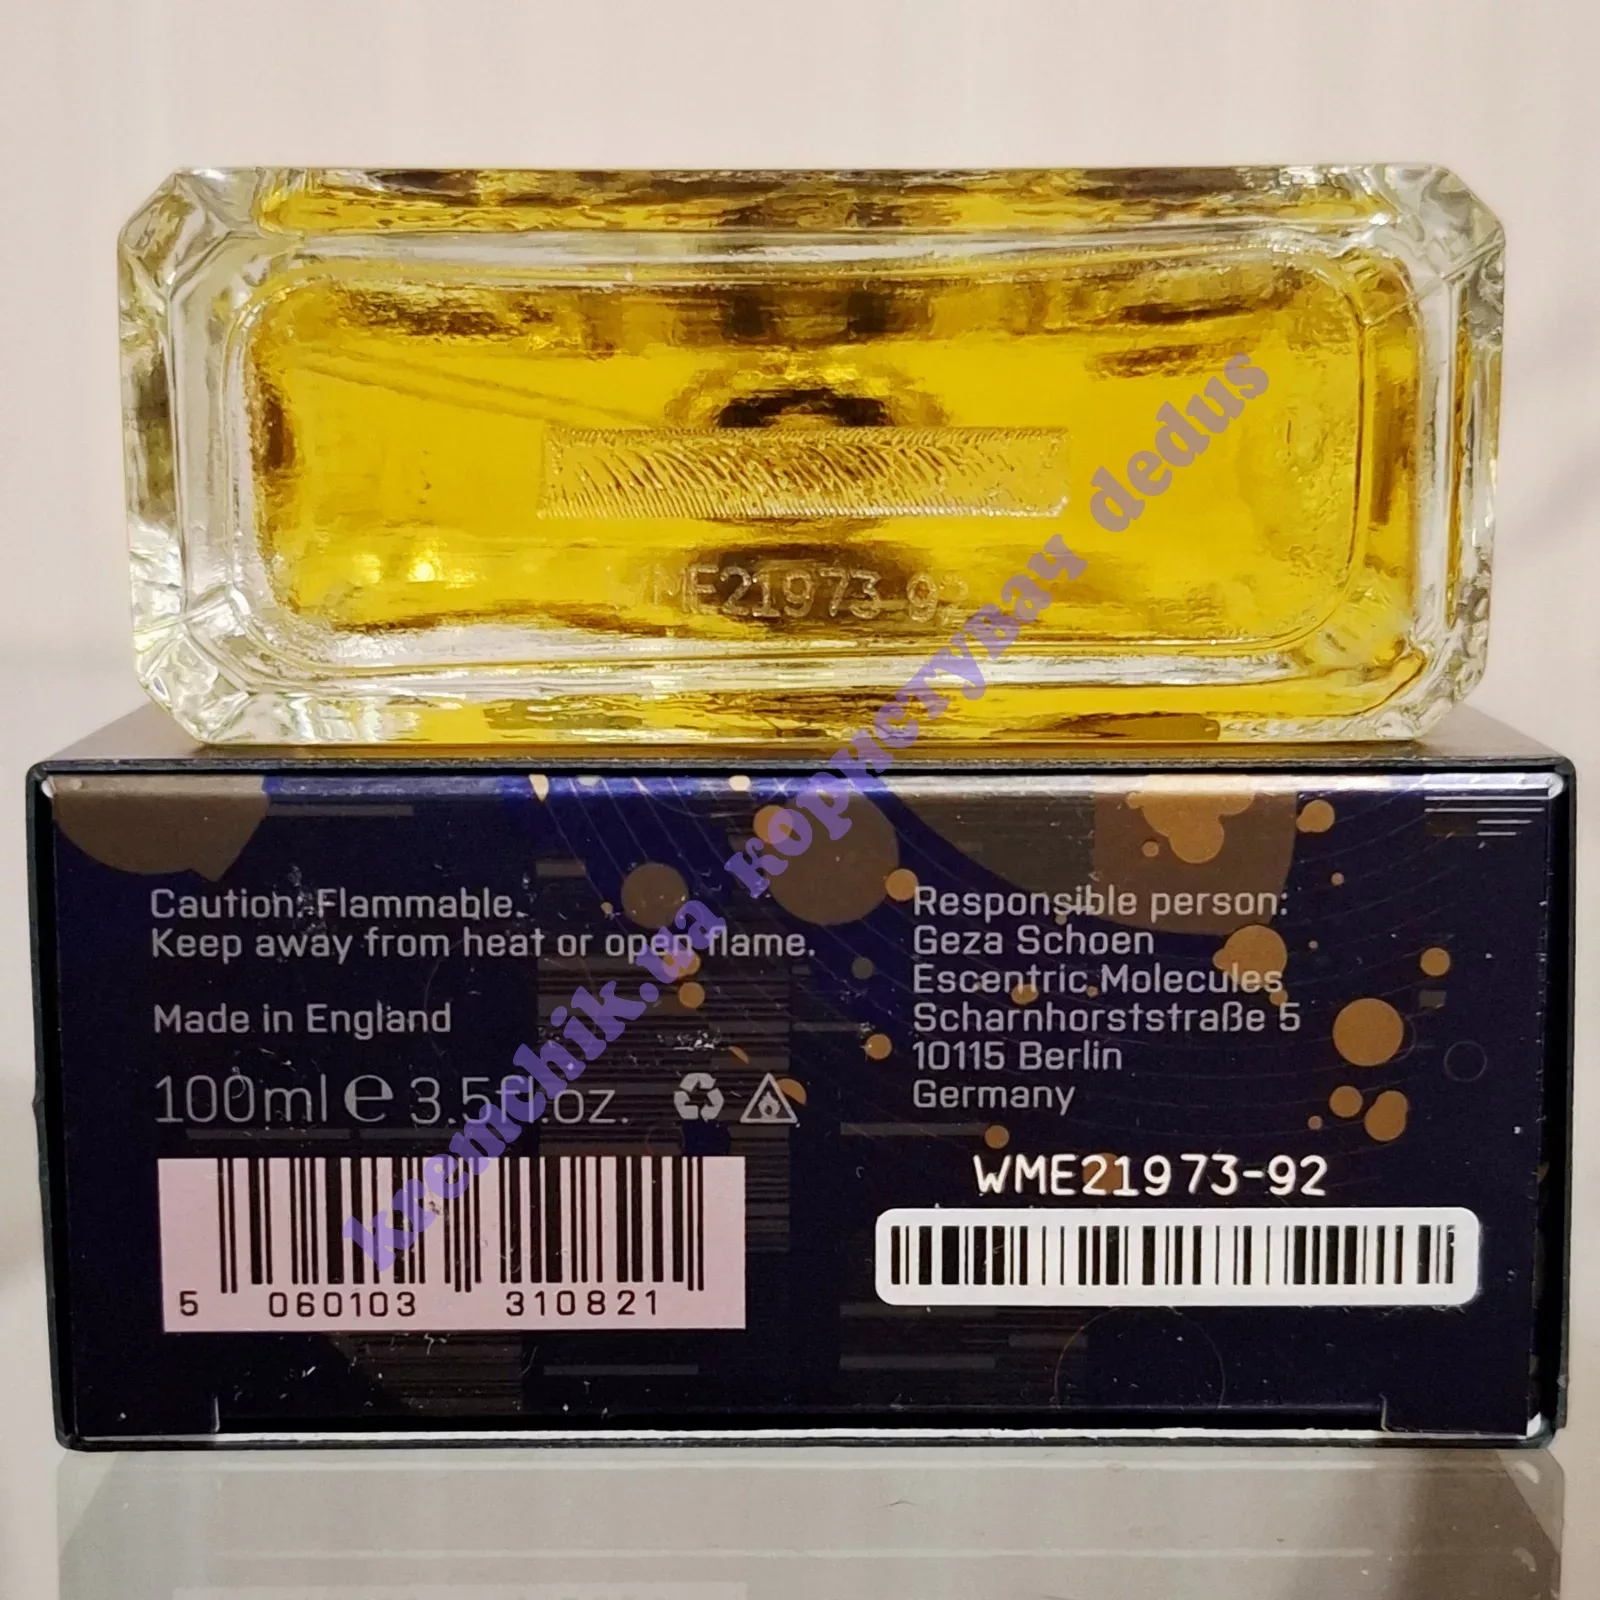 WME21973-92
Caution: Flammable.
Keep away from heat or open flame.
Made in England
100ml e 3.5fl.oz.
5 060103 310821
Responsible person:
Geza Schoen
Escentric Molecules
Scharnhorststraße 5
10115 Berlin
Germany
WME21973-92
kremchik.ua користувач dedus